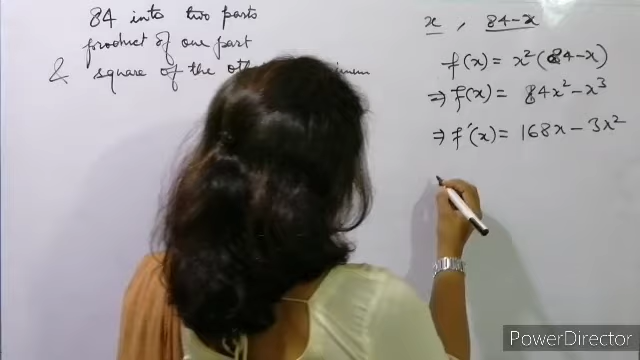 84 into two parts
product of one part
& square of the
x , 84-x
f(x) = x²(84-x)
⇒ f(x) = 84x² - x³
⇒ f'(x) = 168x - 3x²
PowerDirector